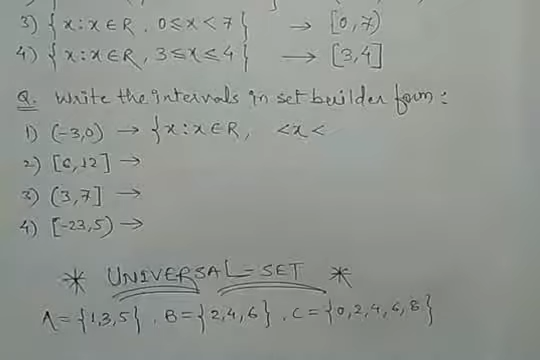 3) {x : x ∈ R, 0 ≤ x < 7} → [0, 7)
4) {x : x ∈ R, 3 ≤ x ≤ 4} → [3, 4]
Q. Write the intervals in set builder form :
1) (-3, 0) → {x : x ∈ R, <x<
2) [6, 12] →
3) (3, 7] →
4) [-23, 5) →
* UNIVERSAL-SET *
A = {1, 3, 5}, B = {2, 4, 6}, C = {0, 2, 4, 6, 8}